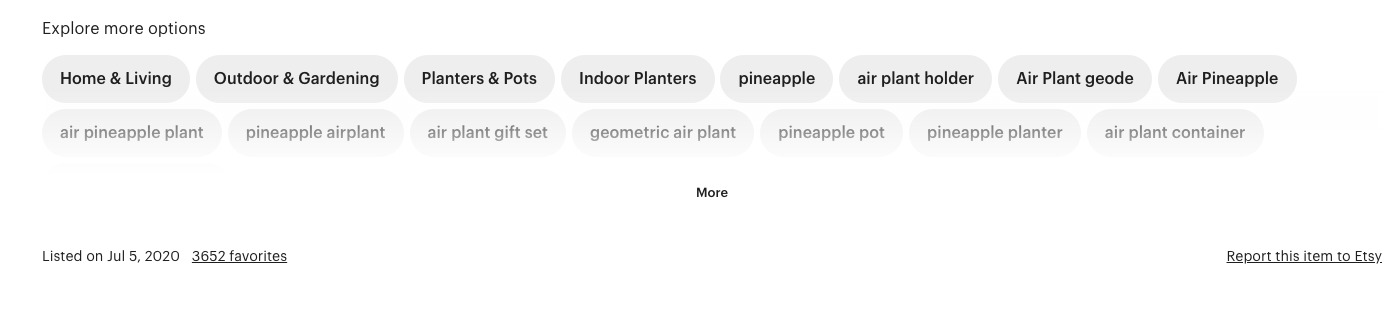 Explore more options
Home & Living Outdoor & Gardening Planters & Pots Indoor Planters pineapple air plant holder Air Plant geode Air Pineapple
air pineapple plant pineapple airplant air plant gift set geometric air plant pineapple pot pineapple planter air plant container
More
Listed on Jul 5, 2020 3652 favorites Report this item to Etsy